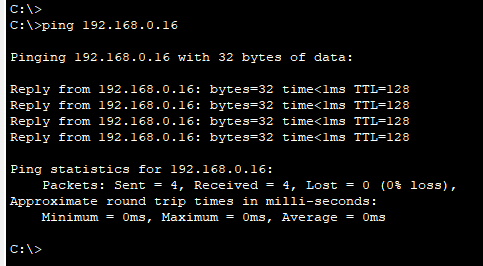 C:\>
C:\>ping 192.168.0.16
Pinging 192.168.0.16 with 32 bytes of data:
Reply from 192.168.0.16: bytes=32 time<1ms TTL=128
Reply from 192.168.0.16: bytes=32 time<1ms TTL=128
Reply from 192.168.0.16: bytes=32 time<1ms TTL=128
Reply from 192.168.0.16: bytes=32 time<1ms TTL=128
Ping statistics for 192.168.0.16:
    Packets: Sent = 4, Received = 4, Lost = 0 (0% loss),
Approximate round trip times in milli-seconds:
    Minimum = 0ms, Maximum = 0ms, Average = 0ms
C:\>